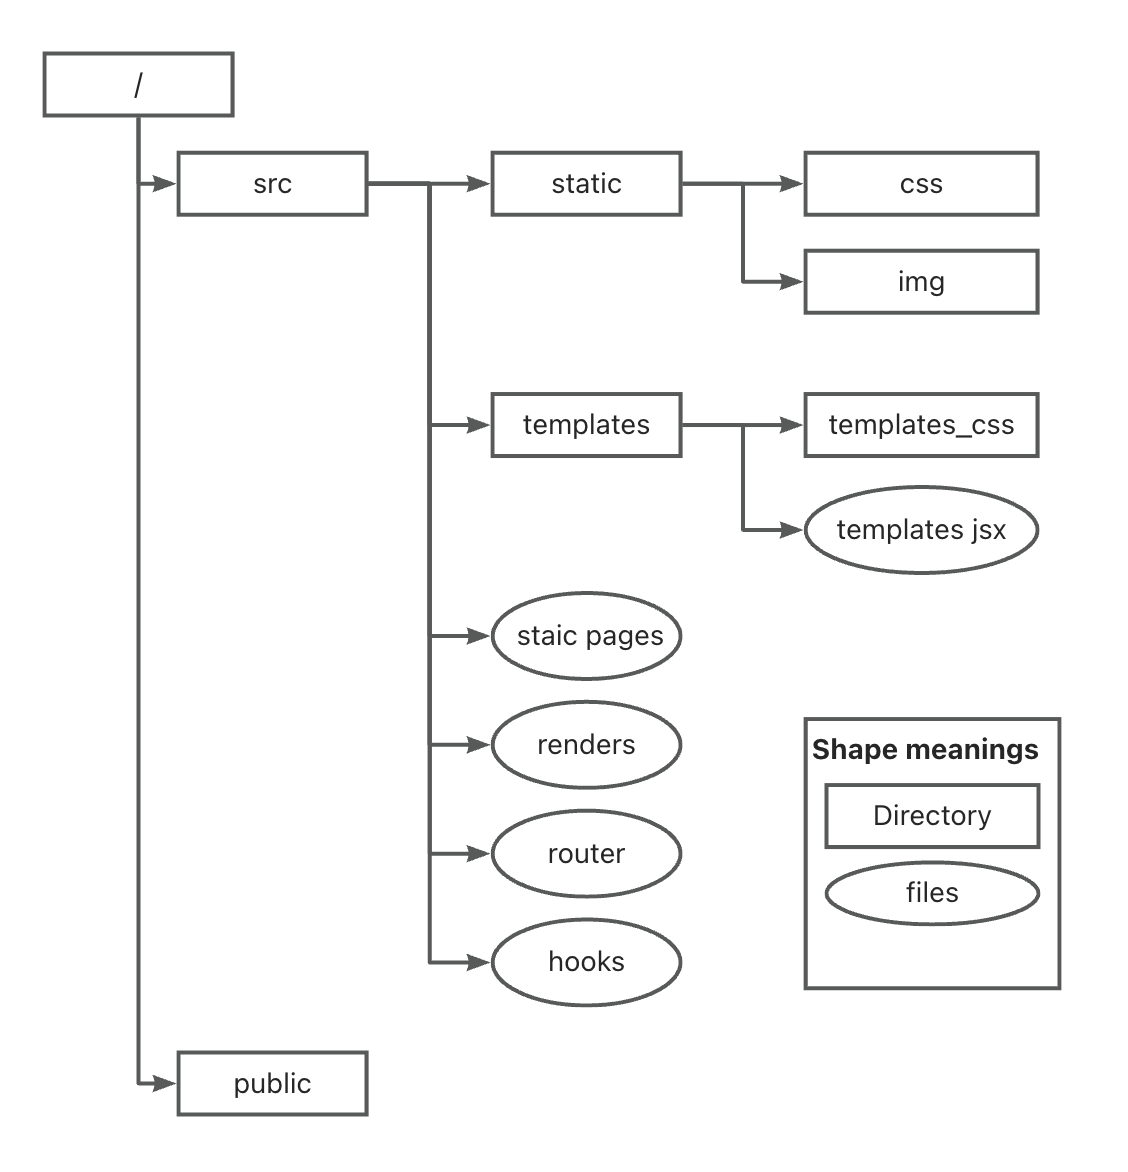 /
src
static
css
img
templates
templates_css
templates jsx
staic pages
renders
router
hooks
public
Shape meanings
Directory
files